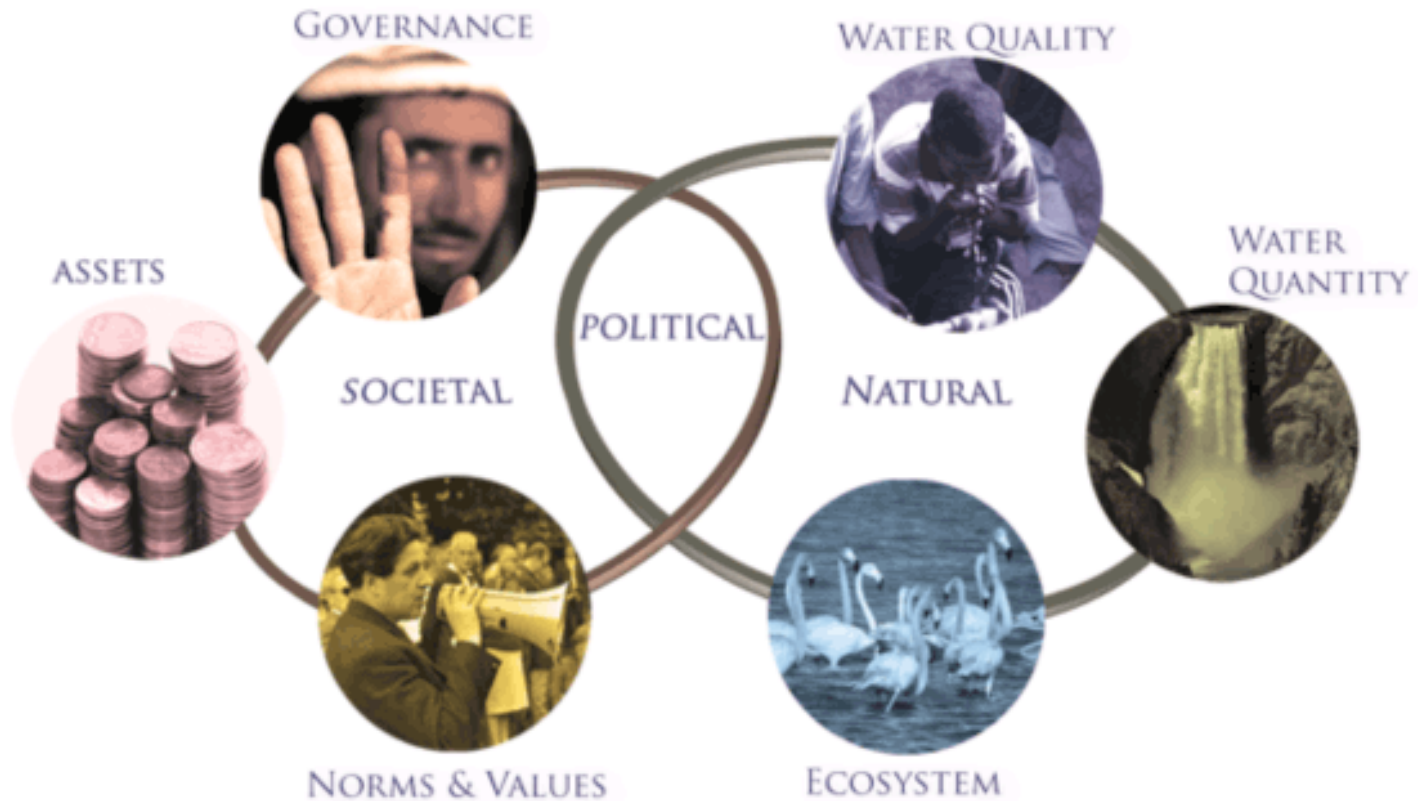 GOVERNANCE
WATER QUALITY
WATER
QUANTITY
ASSETS
POLITICAL
SOCIETAL
NATURAL
NORMS & VALUES
ECOSYSTEM